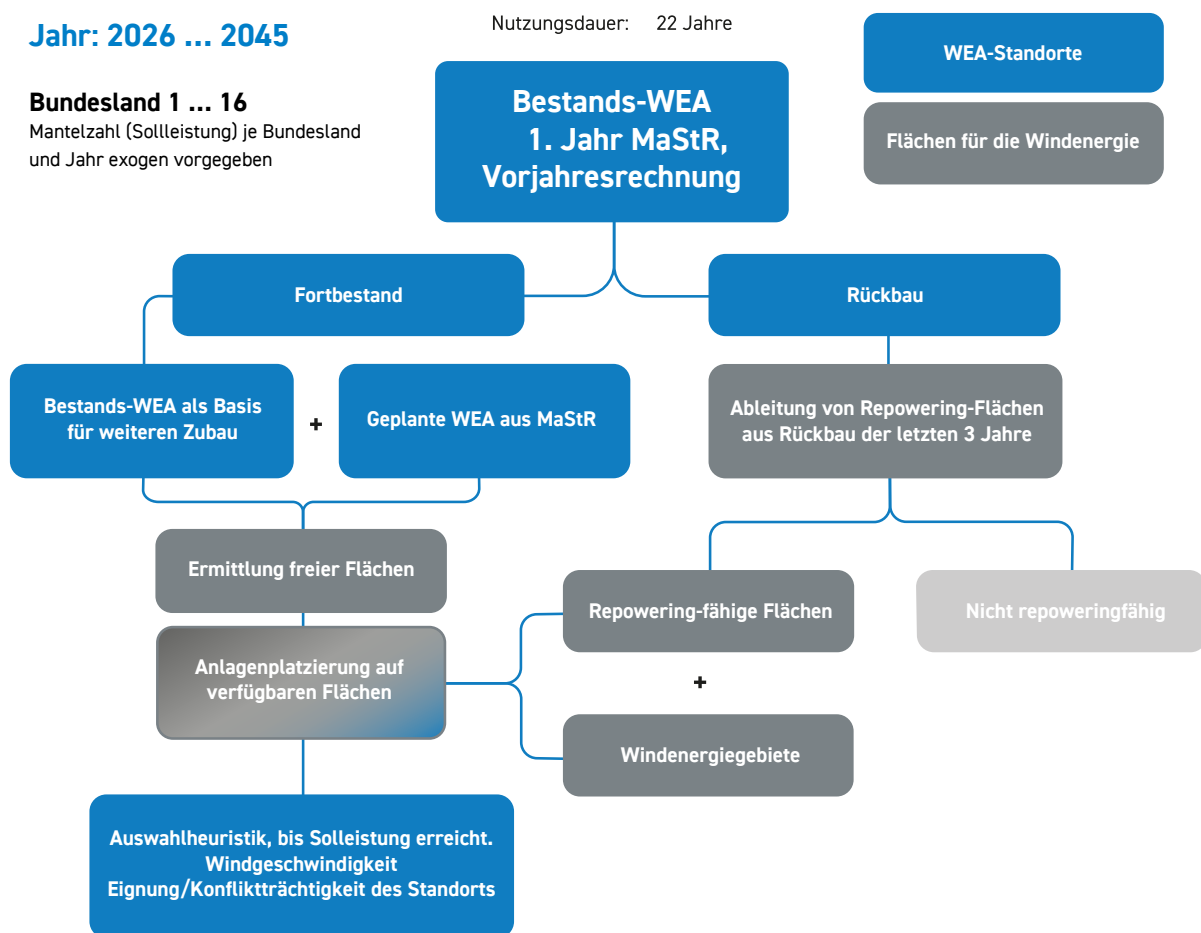 Jahr: 2026 ... 2045
Nutzungsdauer: 22 Jahre
WEA-Standorte
Flächen für die Windenergie
Bundesland 1 ... 16
Mantelzahl (Sollleistung) je Bundesland
und Jahr exogen vorgegeben
Bestands-WEA
1. Jahr MaStR,
Vorjahresrechnung
Fortbestand
Rückbau
Bestands-WEA als Basis
für weiteren Zubau
+
Geplante WEA aus MaStR
Ableitung von Repowering-Flächen
aus Rückbau der letzten 3 Jahre
Ermittlung freier Flächen
Repowering-fähige Flächen
Nicht repoweringfähig
Anlagenplatzierung auf
verfügbaren Flächen
+
Windenergiegebiete
Auswahlheuristik, bis Solleistung erreicht.
Windgeschwindigkeit
Eignung/Konfliktträchtigkeit des Standorts